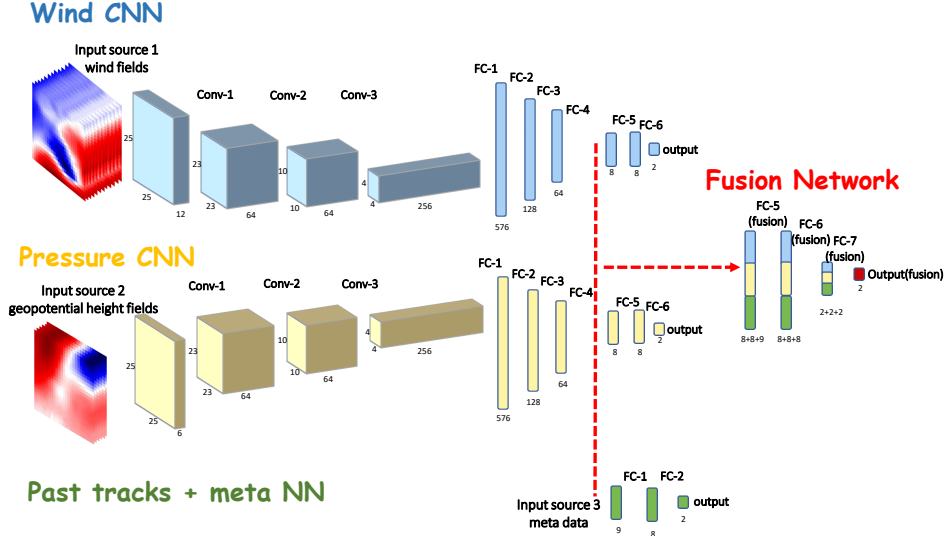 Wind CNN
Input source 1
wind fields
Conv-1
Conv-2
Conv-3
FC-1
FC-2
FC-3
FC-4
FC-5
FC-6
output
25
25
12
23
23
64
10
10
64
4
4
256
576
128
64
8
8
2
Fusion Network
FC-5
(fusion)
FC-6
(fusion)
FC-7
(fusion)
Output(fusion)
2
2+2+2
8+8+9
8+8+8
Pressure CNN
Input source 2
geopotential height fields
Conv-1
Conv-2
Conv-3
FC-1
FC-2
FC-3
FC-4
FC-5
FC-6
output
25
25
6
23
23
64
10
10
64
4
4
256
576
128
64
8
8
2
Past tracks + meta NN
Input source 3
meta data
FC-1
FC-2
output
9
8
2